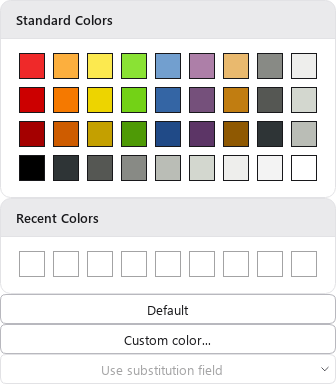 Standard Colors
Recent Colors
Default
Custom color...
Use substitution field